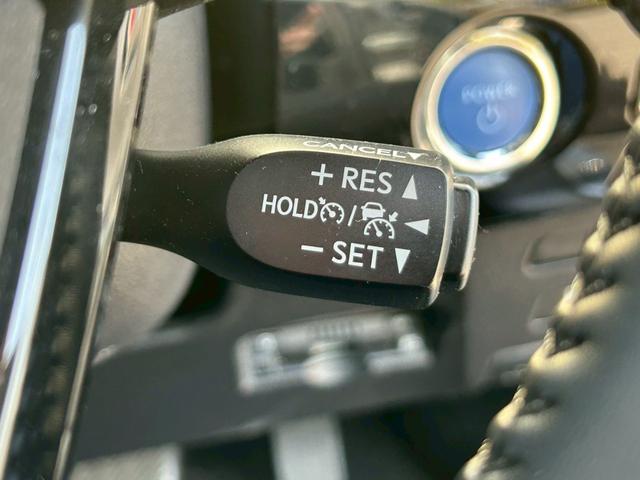 CANCEL▼
+ RES ▲
HOLD / ◀
− SET ▼
POWER